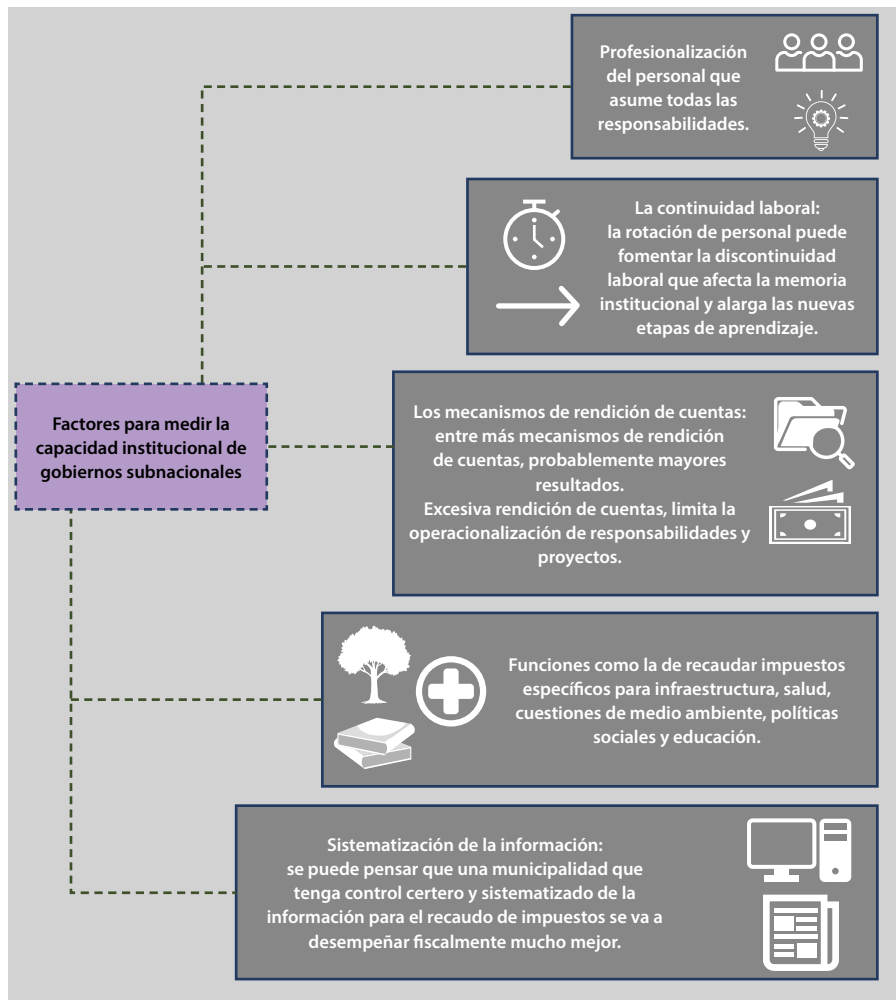 Profesionalización
del personal que
asume todas las
responsabilidades.
La continuidad laboral:
la rotación de personal puede
fomentar la discontinuidad
laboral que afecta la memoria
institucional y alarga las nuevas
etapas de aprendizaje.
Factores para medir la
capacidad institucional de
gobiernos subnacionales
Los mecanismos de rendición de cuentas:
entre más mecanismos de rendición
de cuentas, probablemente mayores
resultados.
Excesiva rendición de cuentas, limita la
operacionalización de responsabilidades y
proyectos.
Funciones como la de recaudar impuestos
específicos para infraestructura, salud,
cuestiones de medio ambiente, políticas
sociales y educación.
Sistematización de la información:
se puede pensar que una municipalidad que
tenga control certero y sistematizado de la
información para el recaudo de impuestos se va a
desempeñar fiscalmente mucho mejor.